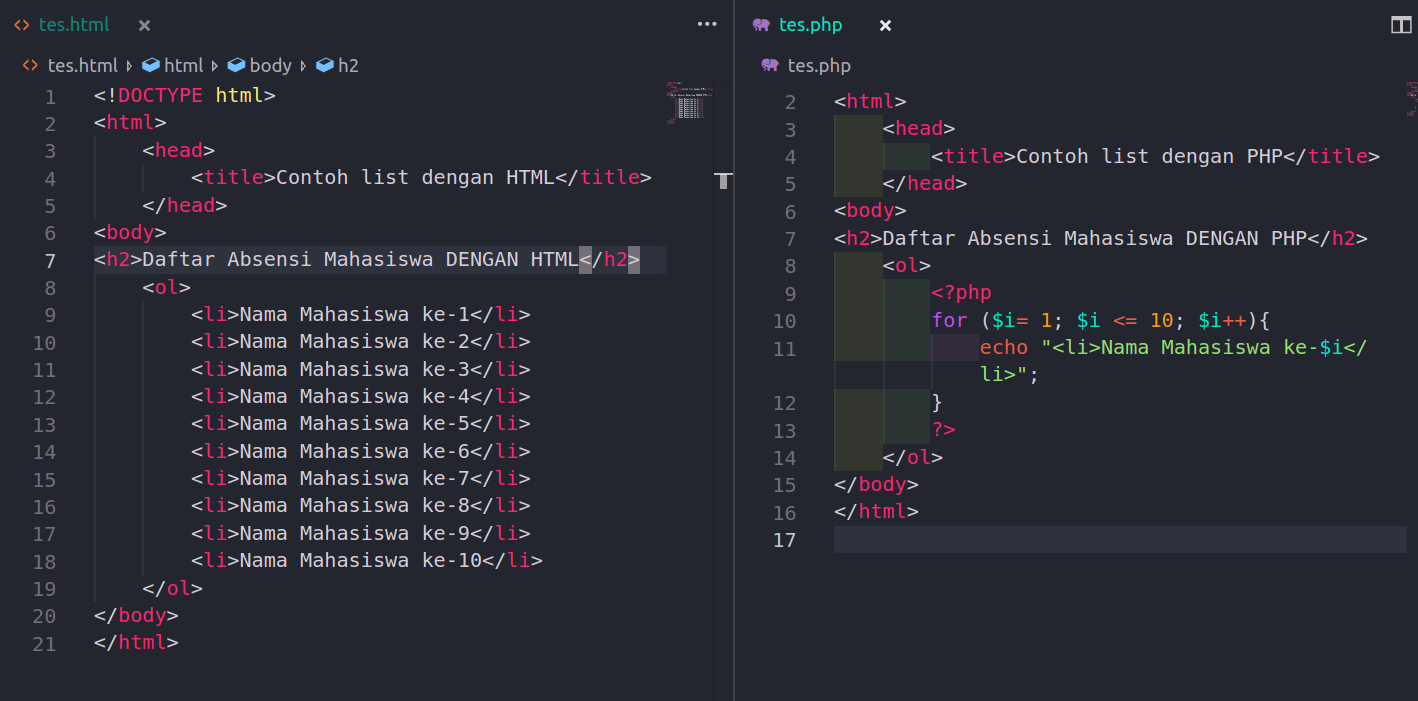 tes.html
tes.html html body h2
1 <!DOCTYPE html>
2 <html>
3 <head>
4 <title>Contoh list dengan HTML</title>
5 </head>
6 <body>
7 <h2>Daftar Absensi Mahasiswa DENGAN HTML</h2>
8 <ol>
9 <li>Nama Mahasiswa ke-1</li>
10 <li>Nama Mahasiswa ke-2</li>
11 <li>Nama Mahasiswa ke-3</li>
12 <li>Nama Mahasiswa ke-4</li>
13 <li>Nama Mahasiswa ke-5</li>
14 <li>Nama Mahasiswa ke-6</li>
15 <li>Nama Mahasiswa ke-7</li>
16 <li>Nama Mahasiswa ke-8</li>
17 <li>Nama Mahasiswa ke-9</li>
18 <li>Nama Mahasiswa ke-10</li>
19 </ol>
20 </body>
21 </html>
tes.php
tes.php
2 <html>
3 <head>
4 <title>Contoh list dengan PHP</title>
5 </head>
6 <body>
7 <h2>Daftar Absensi Mahasiswa DENGAN PHP</h2>
8 <ol>
9 <?php
10 for ($i= 1; $i <= 10; $i++){
11 echo "<li>Nama Mahasiswa ke-$i</
li>";
12 }
13 ?>
14 </ol>
15 </body>
16 </html>
17